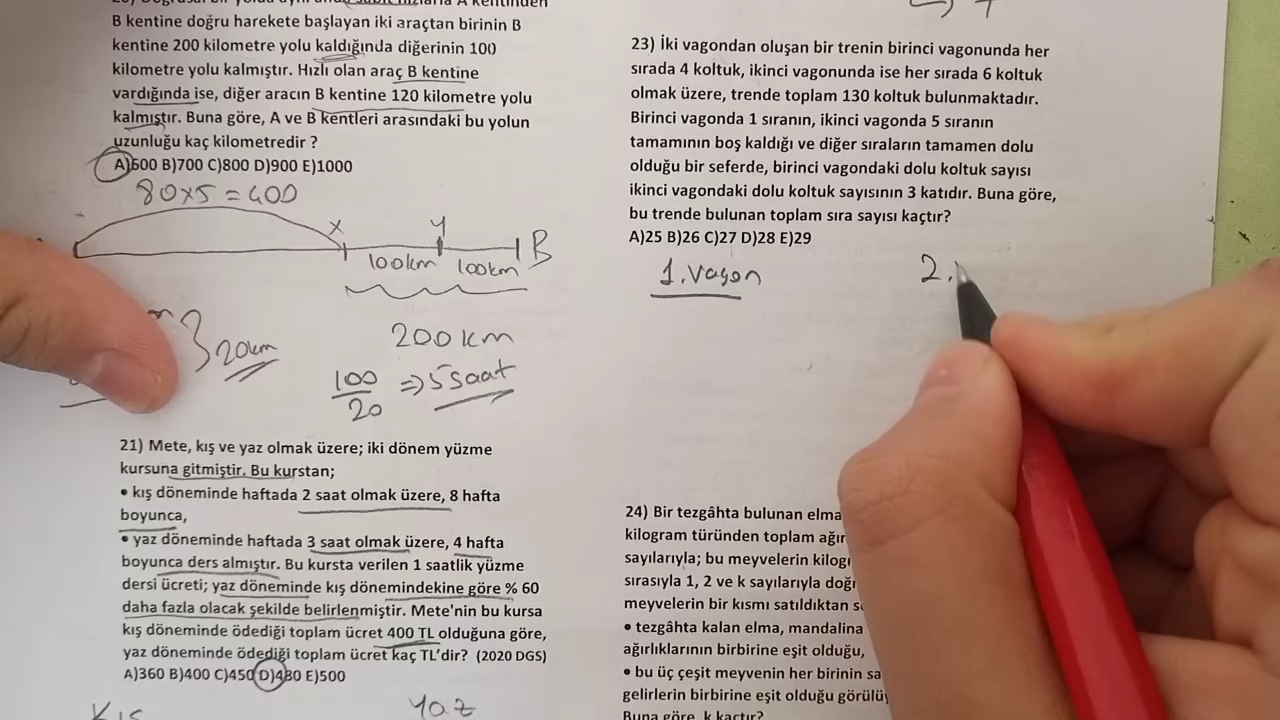 B kentine doğru harekete başlayan iki araçtan birinin B
kentine 200 kilometre yolu kaldığında diğerinin 100
kilometre yolu kalmıştır. Hızlı olan araç B kentine
vardığında ise, diğer aracın B kentine 120 kilometre yolu
kalmıştır. Buna göre, A ve B kentleri arasındaki bu yolun
uzunluğu kaç kilometredir ?
A)600 B)700 C)800 D)900 E)1000
80x5=400
x
y
B
100km
100km
20km
200km
100
20
=> 5 saat
21) Mete, kış ve yaz olmak üzere; iki dönem yüzme
kursuna gitmiştir. Bu kurstan;
• kış döneminde haftada 2 saat olmak üzere, 8 hafta
boyunca,
• yaz döneminde haftada 3 saat olmak üzere, 4 hafta
boyunca ders almıştır. Bu kursta verilen 1 saatlik yüzme
dersi ücreti; yaz döneminde kış dönemindekine göre % 60
daha fazla olacak şekilde belirlenmiştir. Mete'nin bu kursa
kış döneminde ödediği toplam ücret 400 TL olduğuna göre,
yaz döneminde ödediği toplam ücret kaç TL'dir? (2020 DGS)
A)360 B)400 C)450 D)480 E)500
Kış
Yaz
23) İki vagondan oluşan bir trenin birinci vagonunda her
sırada 4 koltuk, ikinci vagonunda ise her sırada 6 koltuk
olmak üzere, trende toplam 130 koltuk bulunmaktadır.
Birinci vagonda 1 sıranın, ikinci vagonda 5 sıranın
tamamının boş kaldığı ve diğer sıraların tamamen dolu
olduğu bir seferde, birinci vagondaki dolu koltuk sayısı
ikinci vagondaki dolu koltuk sayısının 3 katıdır. Buna göre,
bu trende bulunan toplam sıra sayısı kaçtır?
A)25 B)26 C)27 D)28 E)29
1.vagon
2.
24) Bir tezgâhta bulunan elma
kilogram türünden toplam
sayılarıyla; bu meyvelerin
sırasıyla 1, 2 ve k sayılarıyla
meyvelerin bir kısmı satıldıktan
• tezgâhta kalan elma, mandalina
ağırlıklarının birbirine eşit olduğu,
• bu üç çeşit meyvenin her birinin
gelirlerin birbirine eşit olduğu
Buna göre, k kaçtır?